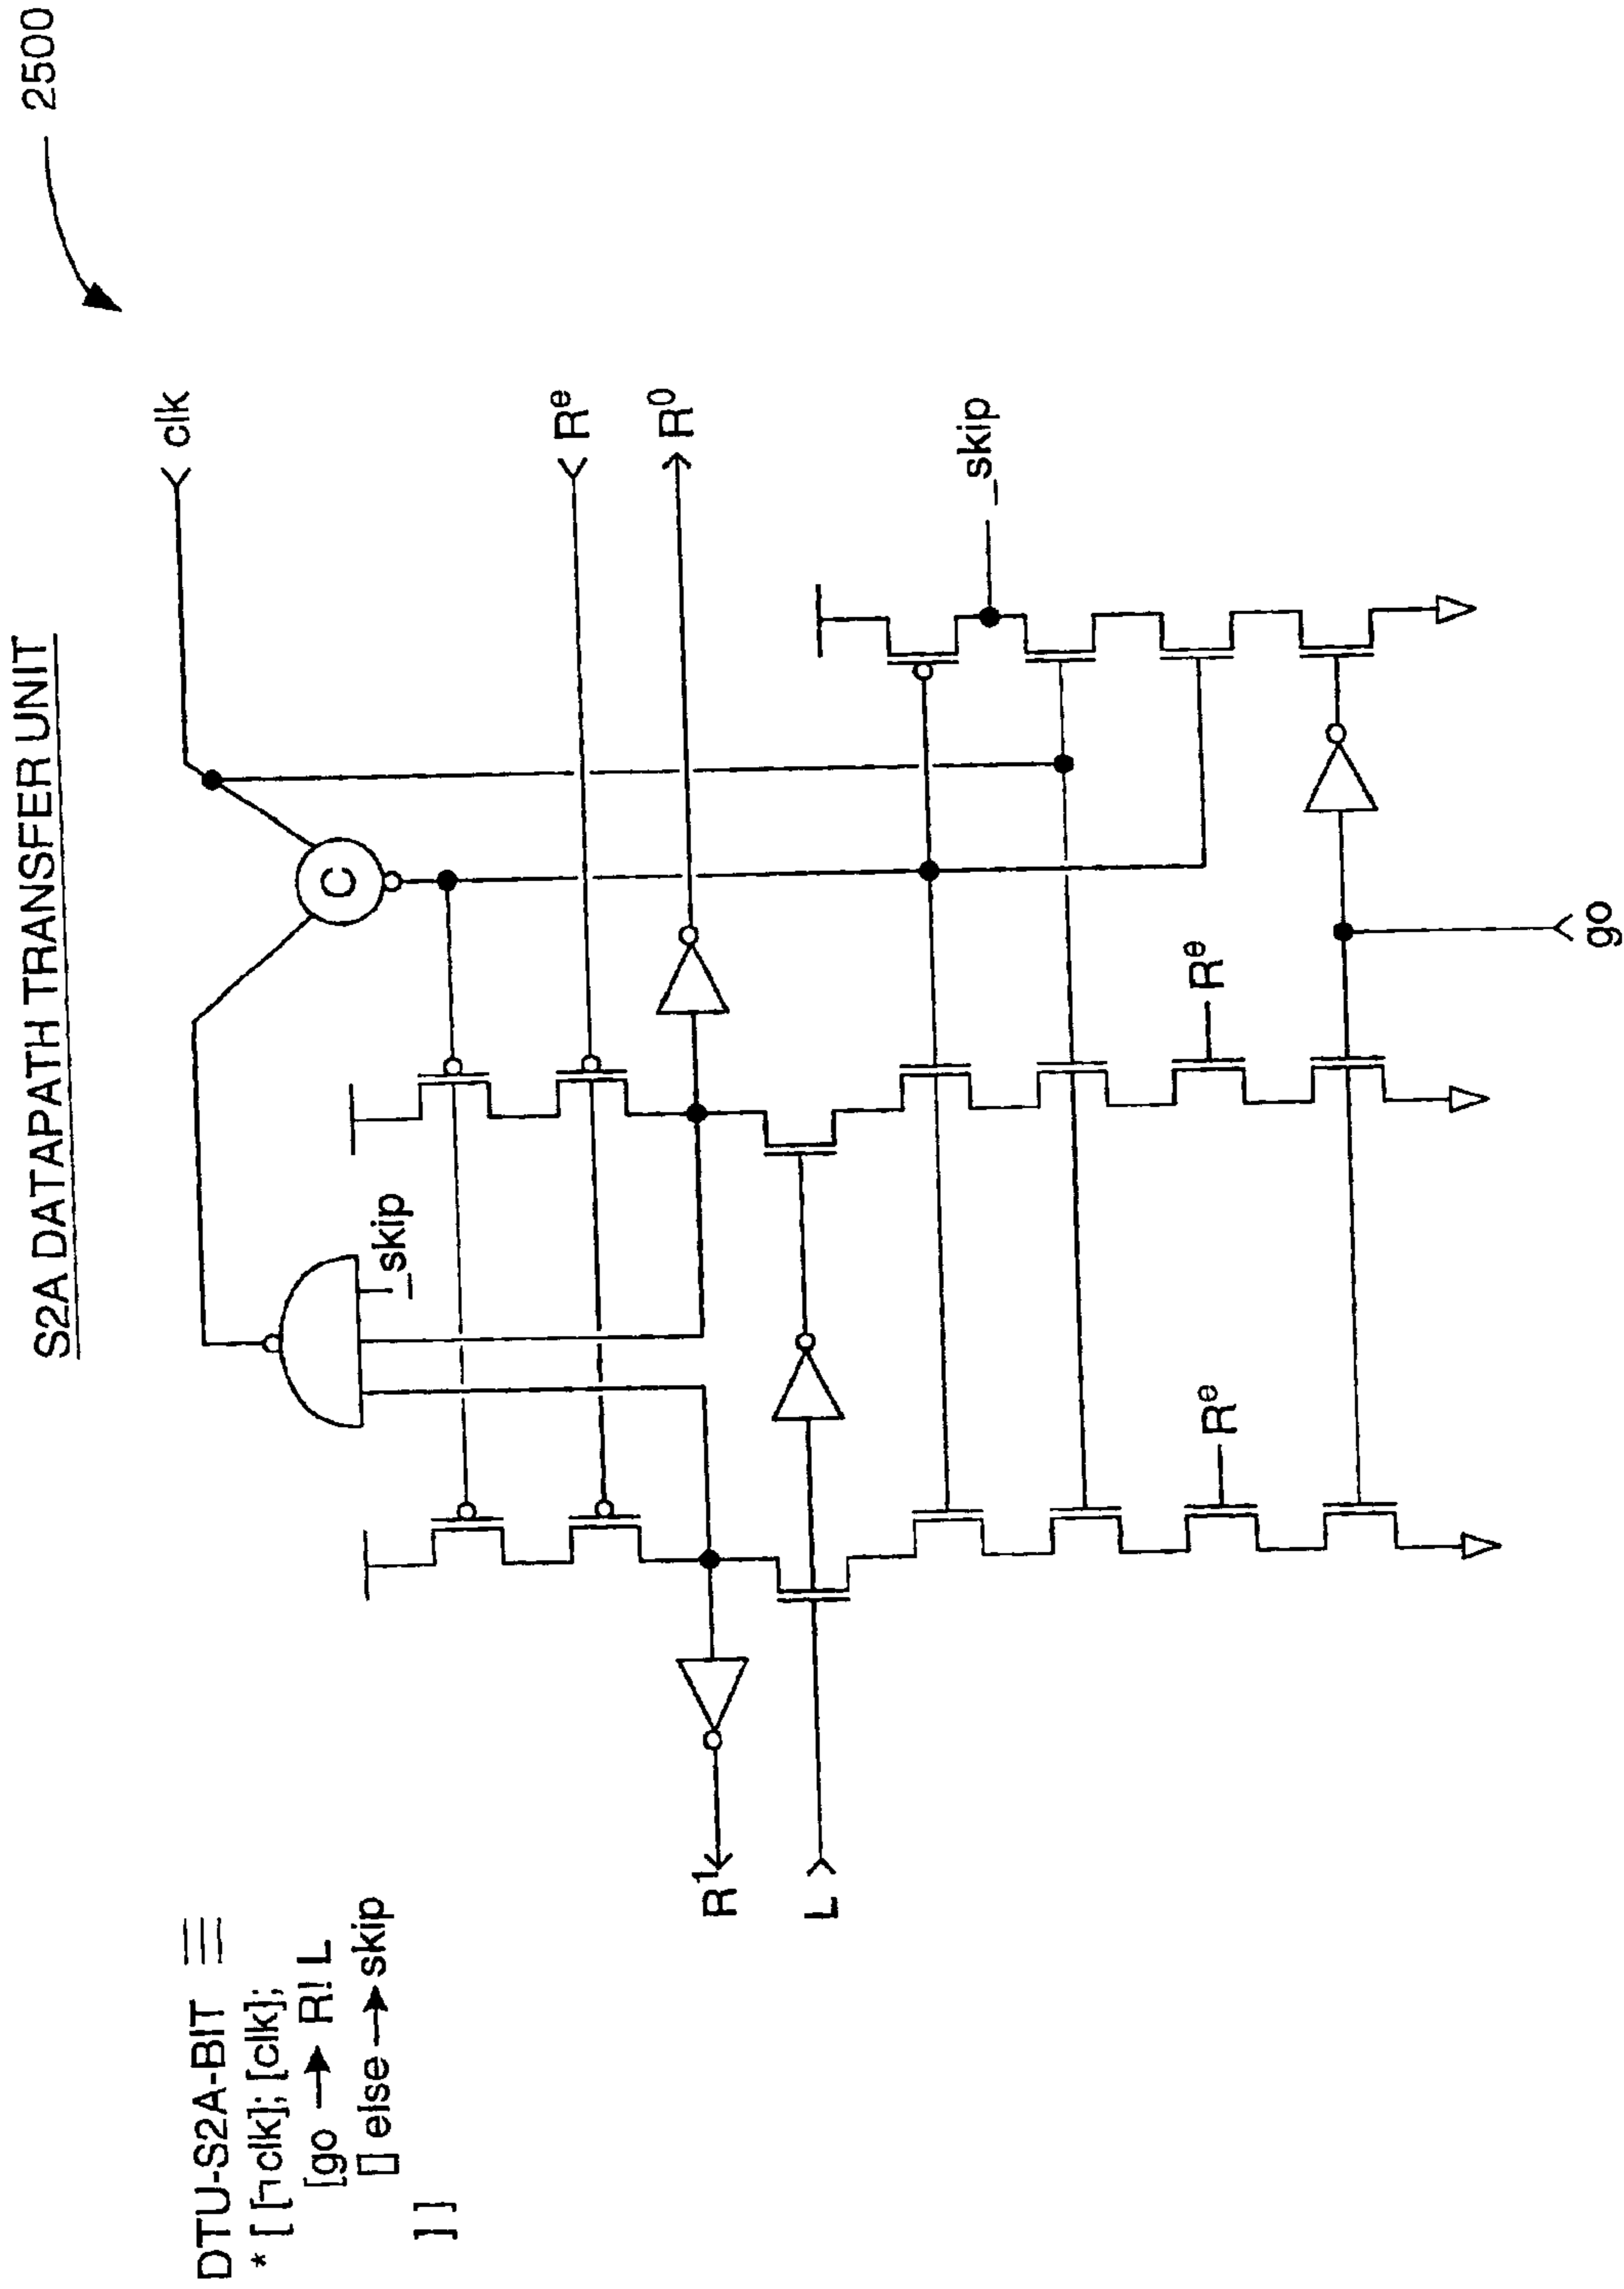 S2A DATAPATH TRANSFER UNIT
2500
DTU-S2A-BIT ≡
*[[¬clk];[clk];
[go → R!L
[] else → skip
]]
clk
_skip
R^e
R^0
R^1
L
_skip
R^e
R^e
go